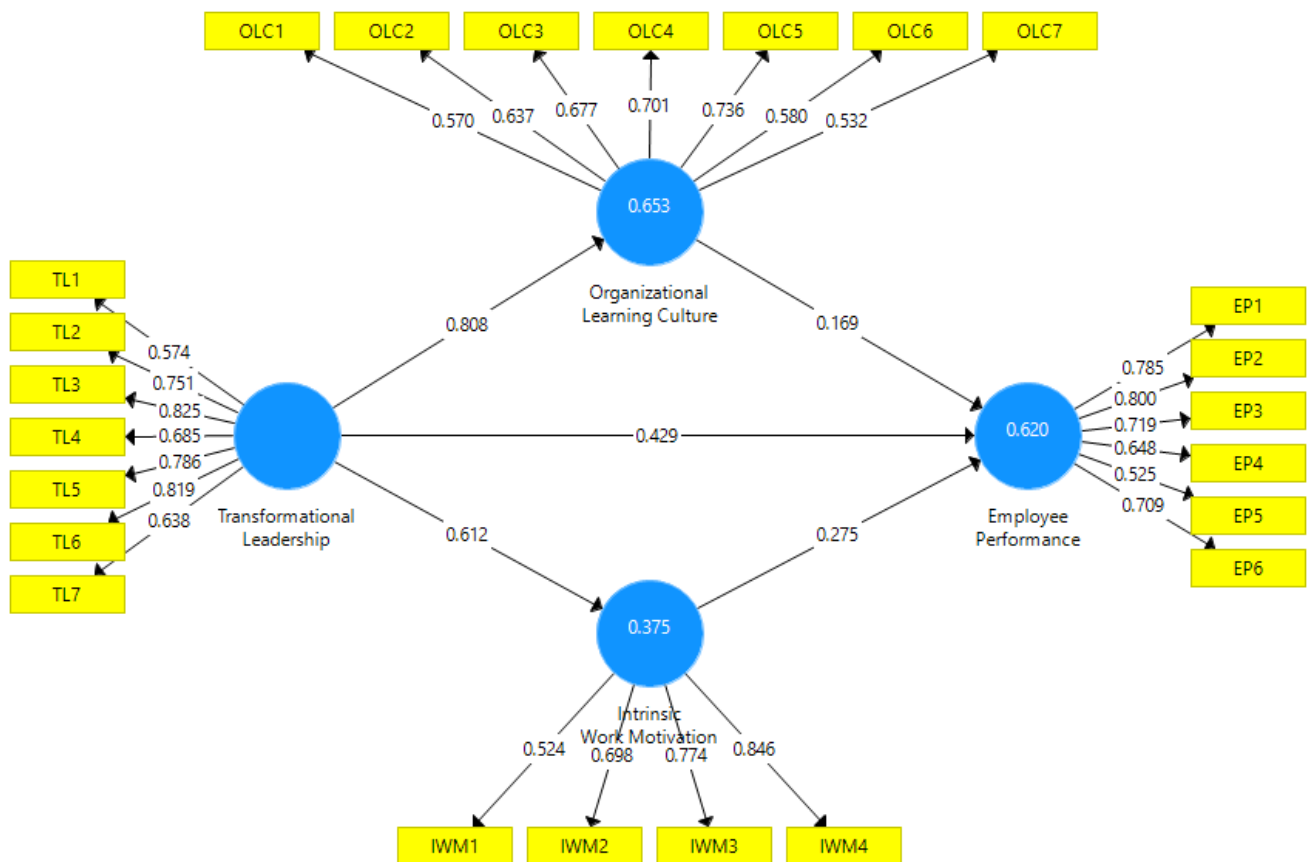 OLC1 OLC2 OLC3 OLC4 OLC5 OLC6 OLC7
0.570 0.637 0.677 0.701 0.736 0.580 0.532
0.653
Organizational
Learning Culture
TL1
TL2
TL3
TL4
TL5
TL6
TL7
0.574
0.751
0.825
0.685
0.786
0.819
0.638
Transformational
Leadership
0.808
0.429
0.612
0.169
0.275
0.620
Employee
Performance
0.785
0.800
0.719
0.648
0.525
0.709
EP1
EP2
EP3
EP4
EP5
EP6
0.375
Intrinsic
Work Motivation
0.524 0.698 0.774 0.846
IWM1 IWM2 IWM3 IWM4